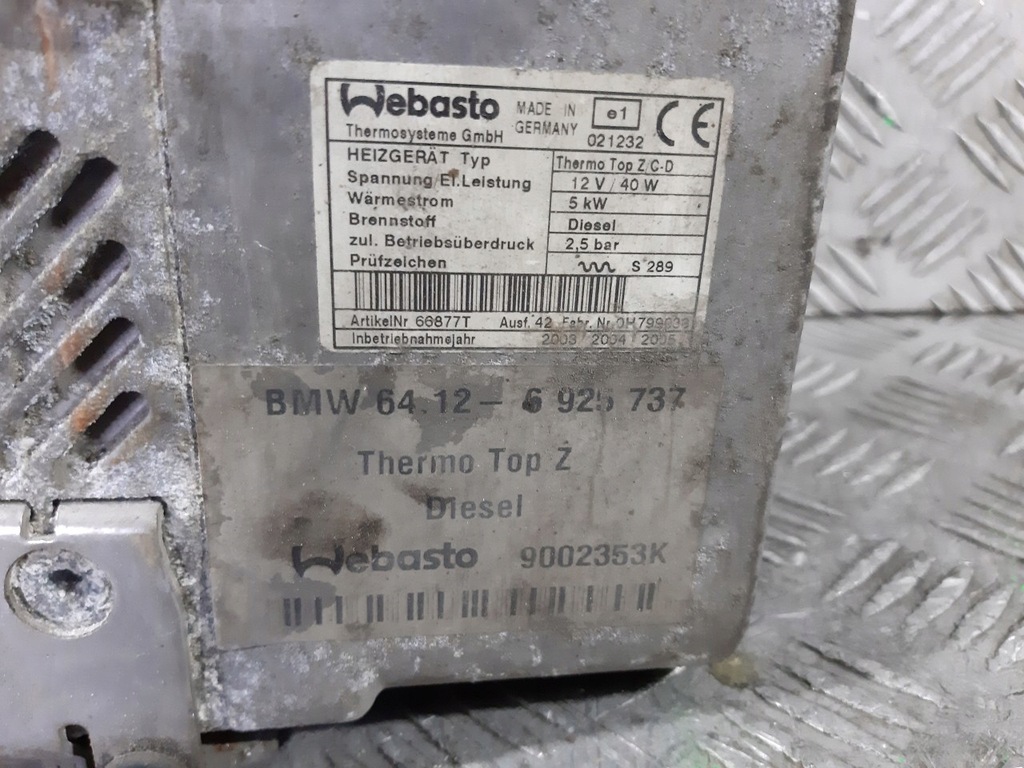 Webasto MADE IN GERMANY e1 021232 CE
Thermosysteme GmbH
HEIZGERÄT Typ Thermo Top Z/C-D
Spannung/El.Leistung 12 V / 40 W
Wärmestrom 5 kW
Brennstoff Diesel
zul. Betriebsüberdruck 2,5 bar
Prüfzeichen S 289
ArtikelNr 66877T Ausf. 42 Fabr. Nr.
Inbetriebnahmejahr 2003 / 2004 / 2005
BMW 64.12 - 6 925 737
Thermo Top Z
Diesel
Webasto 9002353K